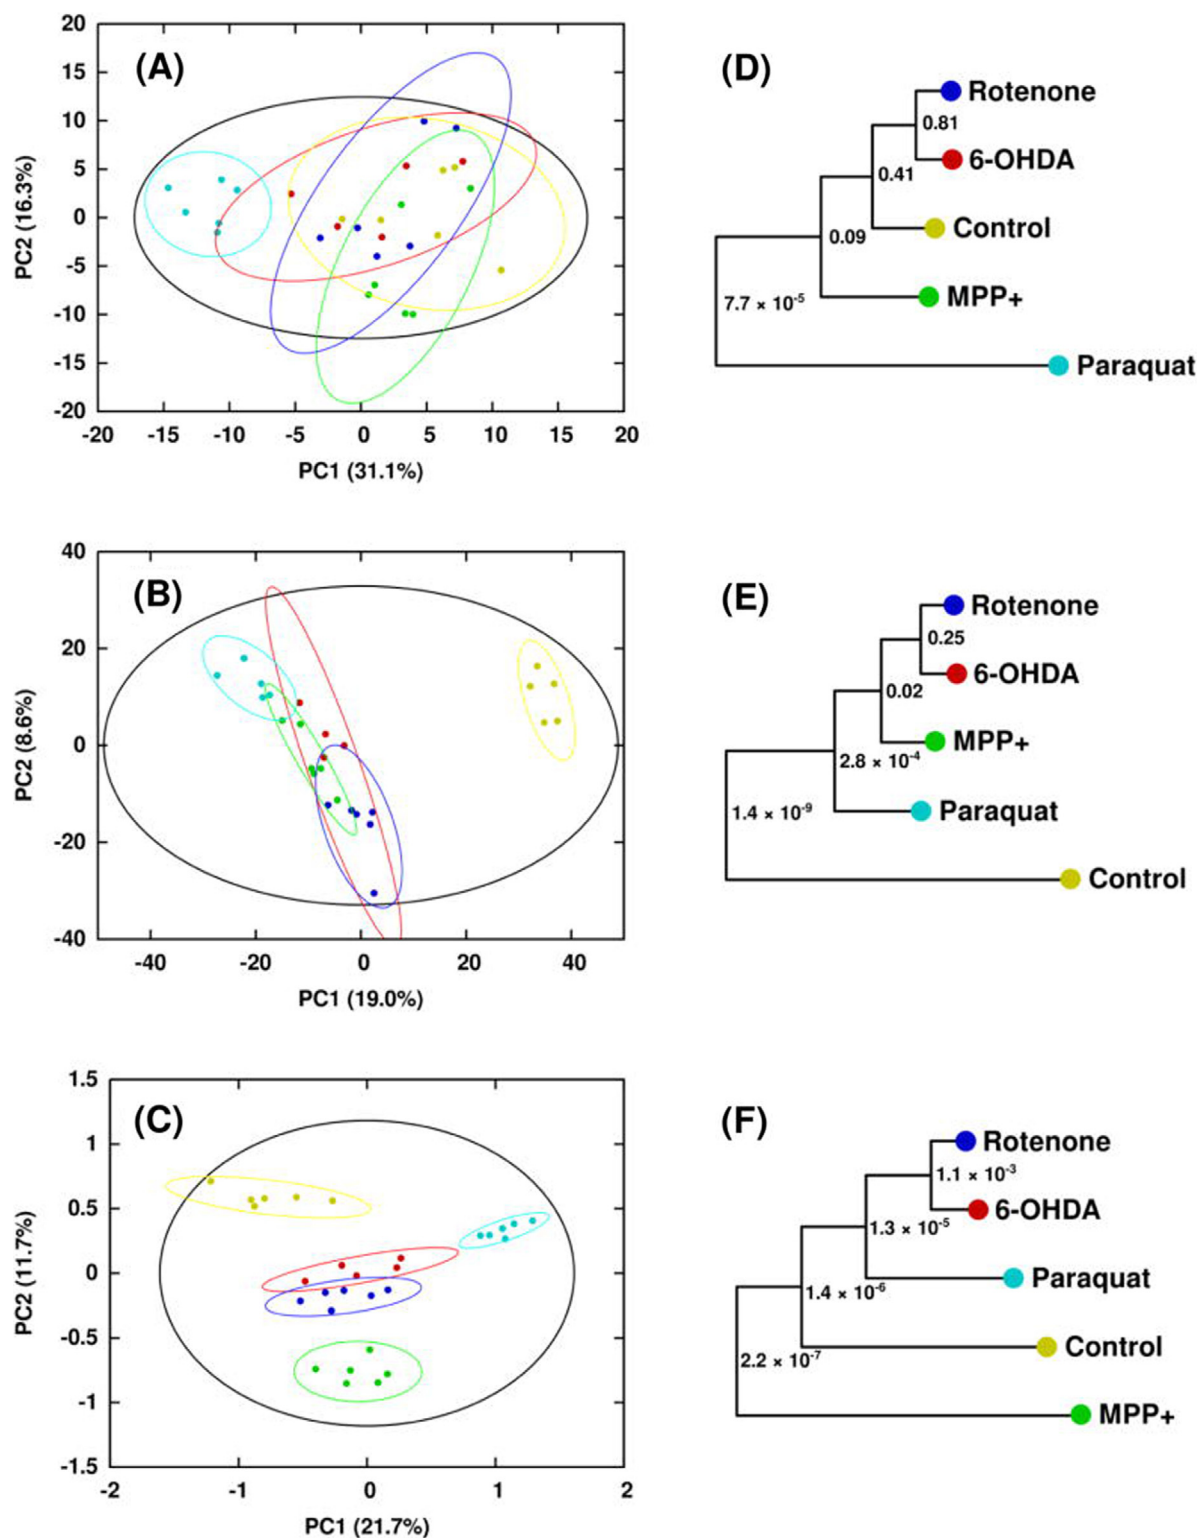 (A)
20
15
10
5
0
-5
-10
-15
-20
PC2 (16.3%)
-20 -15 -10 -5 0 5 10 15 20
PC1 (31.1%)
(D)
Rotenone
0.81
6-OHDA
0.41
Control
0.09
MPP+
7.7 × 10-5
Paraquat
(B)
40
20
0
-20
-40
PC2 (8.6%)
-40 -20 0 20 40
PC1 (19.0%)
(E)
Rotenone
0.25
6-OHDA
0.02
MPP+
2.8 × 10-4
Paraquat
1.4 × 10-9
Control
(C)
1.5
1
0.5
0
-0.5
-1
-1.5
PC2 (11.7%)
-2 -1 0 1 2
PC1 (21.7%)
(F)
Rotenone
1.1 × 10-3
6-OHDA
1.3 × 10-5
Paraquat
1.4 × 10-6
Control
2.2 × 10-7
MPP+